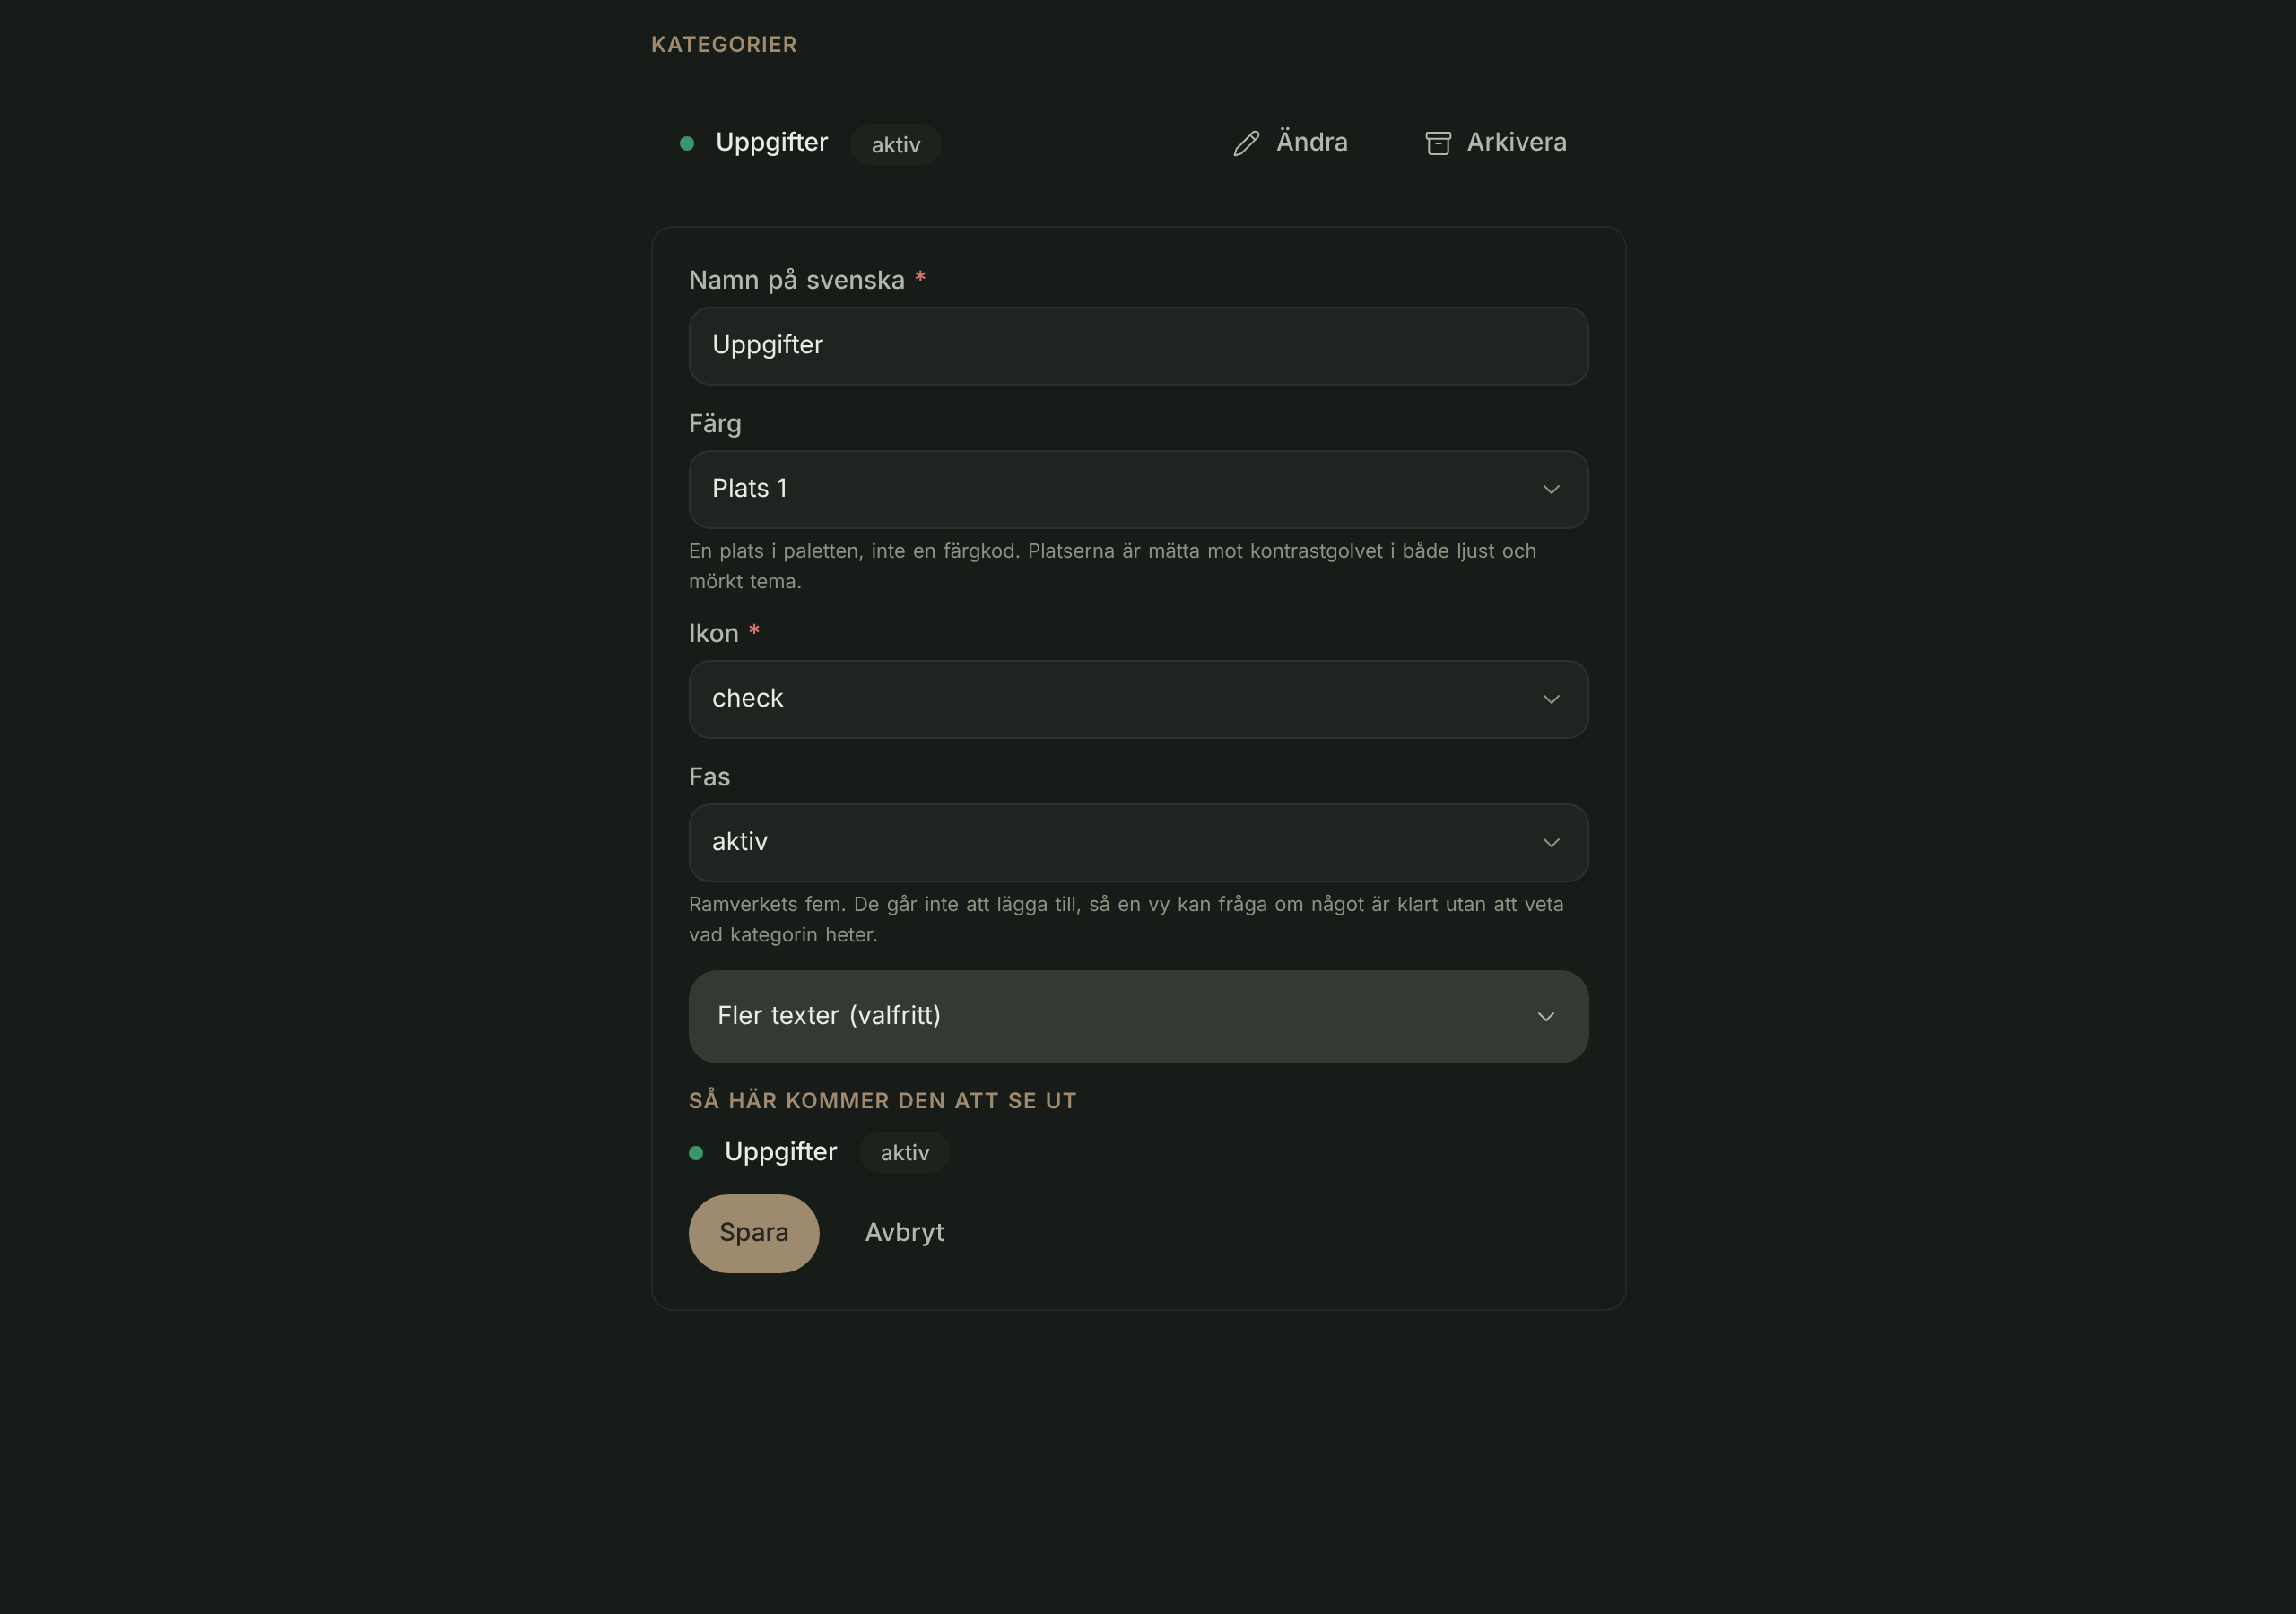 KATEGORIER
Uppgifter aktiv Ändra Arkivera
Namn på svenska *
Uppgifter
Färg
Plats 1
En plats i paletten, inte en färgkod. Platserna är mätta mot kontrastgolvet i både ljust och
mörkt tema.
Ikon *
check
Fas
aktiv
Ramverkets fem. De går inte att lägga till, så en vy kan fråga om något är klart utan att veta
vad kategorin heter.
Fler texter (valfritt)
SÅ HÄR KOMMER DEN ATT SE UT
Uppgifter aktiv
Spara Avbryt